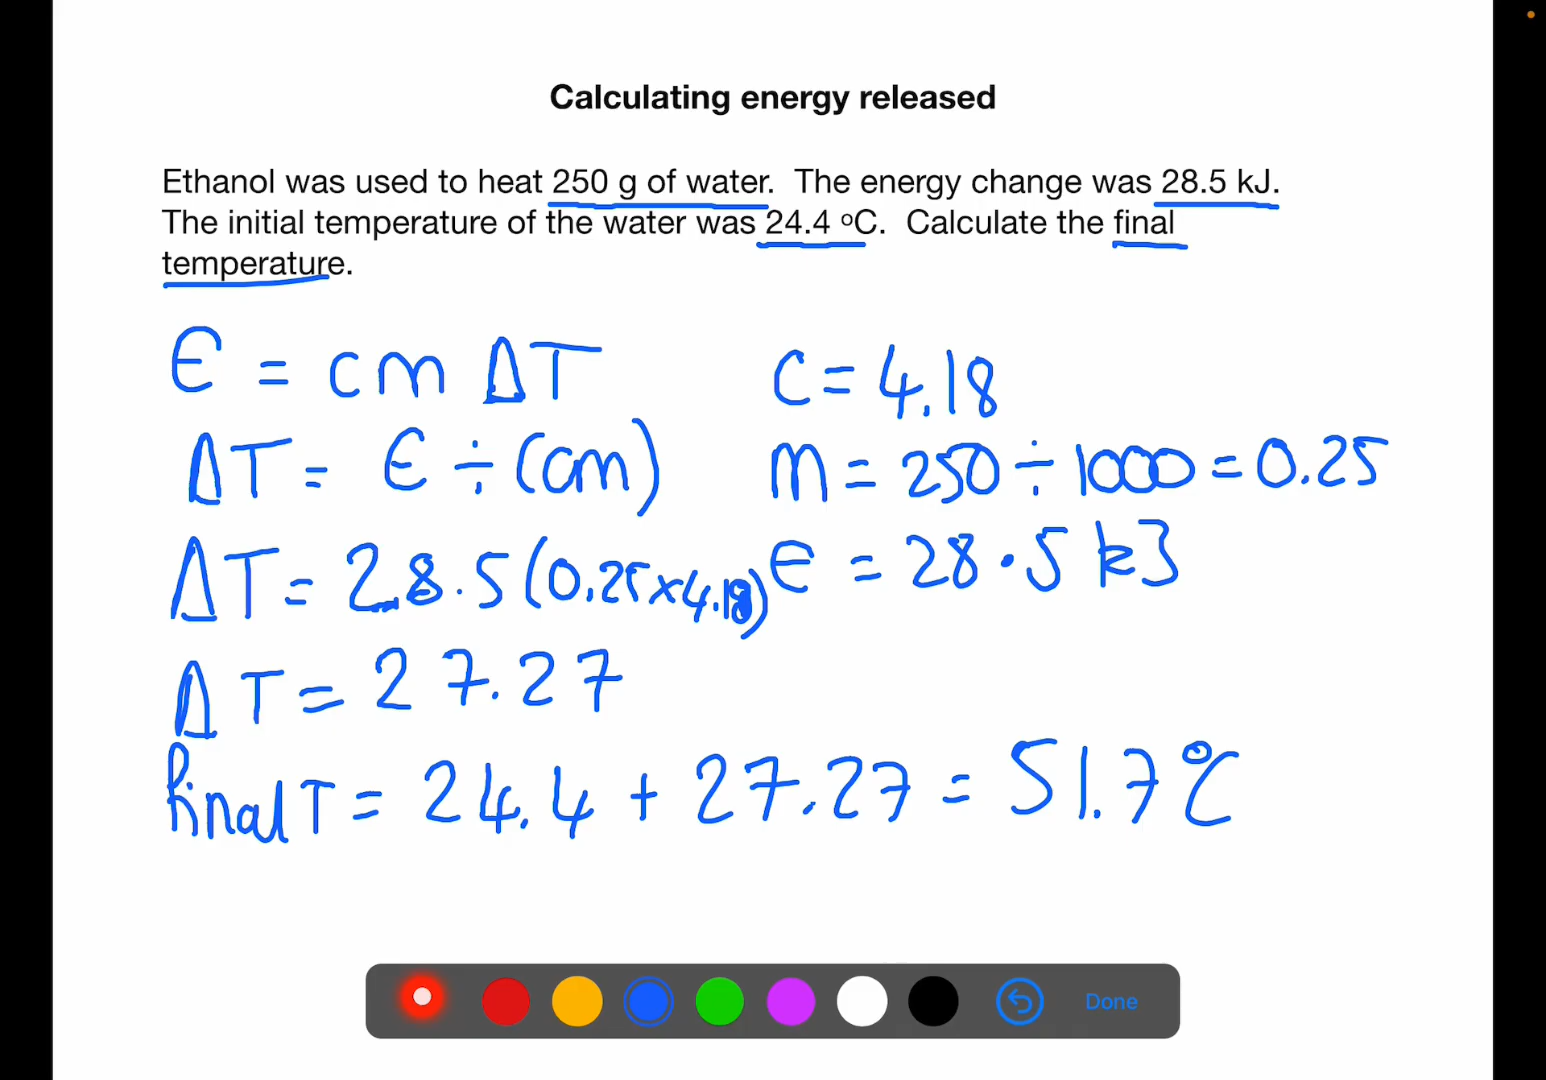 Calculating energy released
Ethanol was used to heat 250 g of water. The energy change was 28.5 kJ.
The initial temperature of the water was 24.4 ºC. Calculate the final
temperature.
E = cm ΔT
C = 4.18
ΔT = E ÷ (cm)
m = 250 ÷ 1000 = 0.25
ΔT = 28.5 (0.25 x 4.18)
E = 28.5 kJ
ΔT = 27.27
final T = 24.4 + 27.27 = 51.7 °C
Done